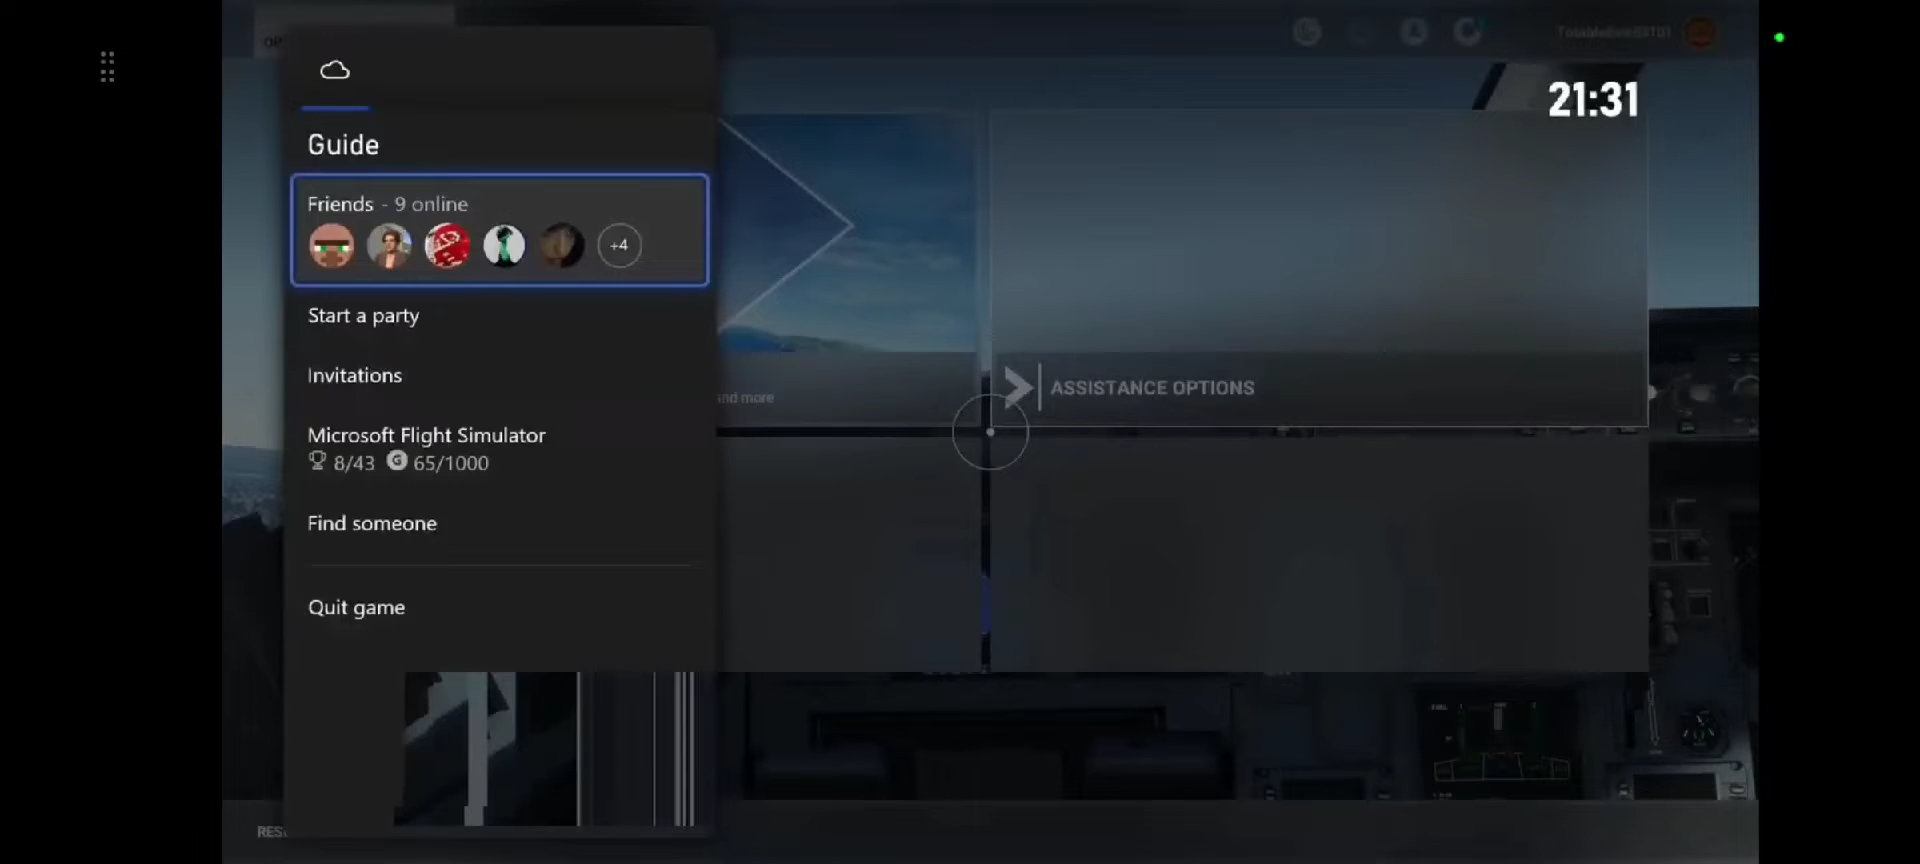 21:31
Guide
Friends - 9 online
+4
Start a party
Invitations
Microsoft Flight Simulator
8/43 G 65/1000
Find someone
Quit game
and more
ASSISTANCE OPTIONS